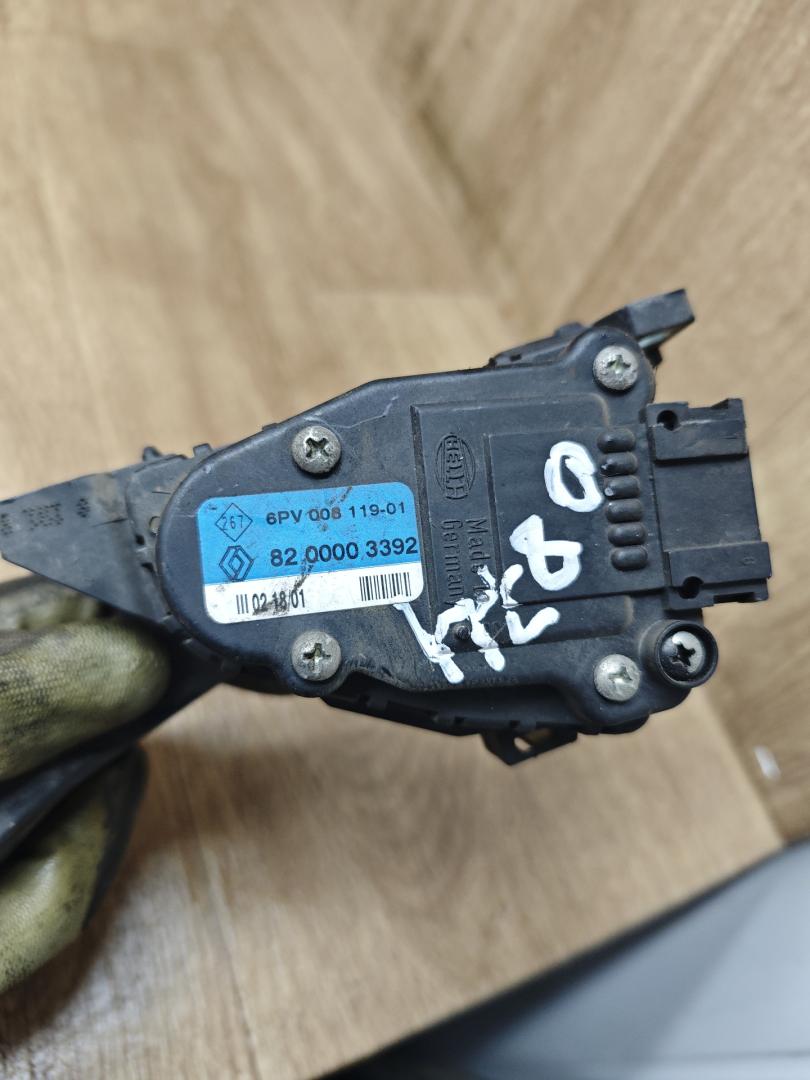 267
6PV 008 119-01
82 0000 3392
02 18/01
HELLA
Made in
Germany